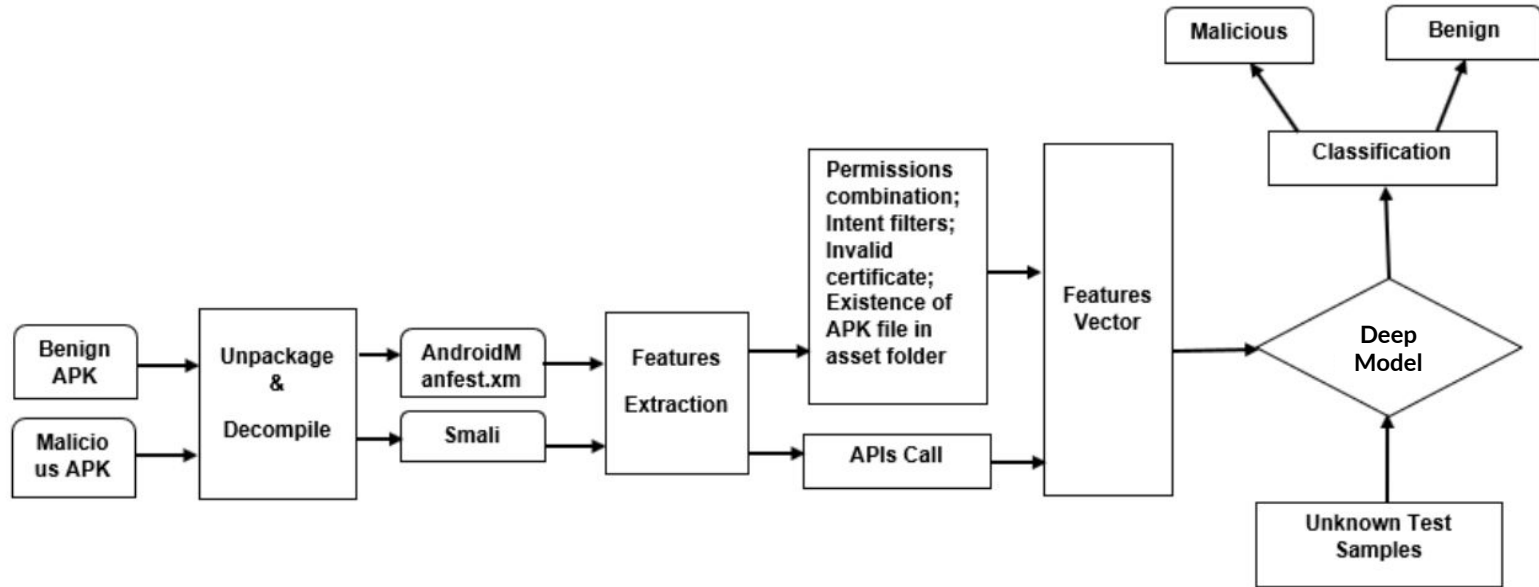 Benign
APK
Malicio
us APK
Unpackage
&
Decompile
AndroidM
anfest.xm
Smali
Features
Extraction
Permissions
combination;
Intent filters;
Invalid
certificate;
Existence of
APK file in
asset folder
APIs Call
Features
Vector
Deep
Model
Unknown Test
Samples
Classification
Malicious
Benign